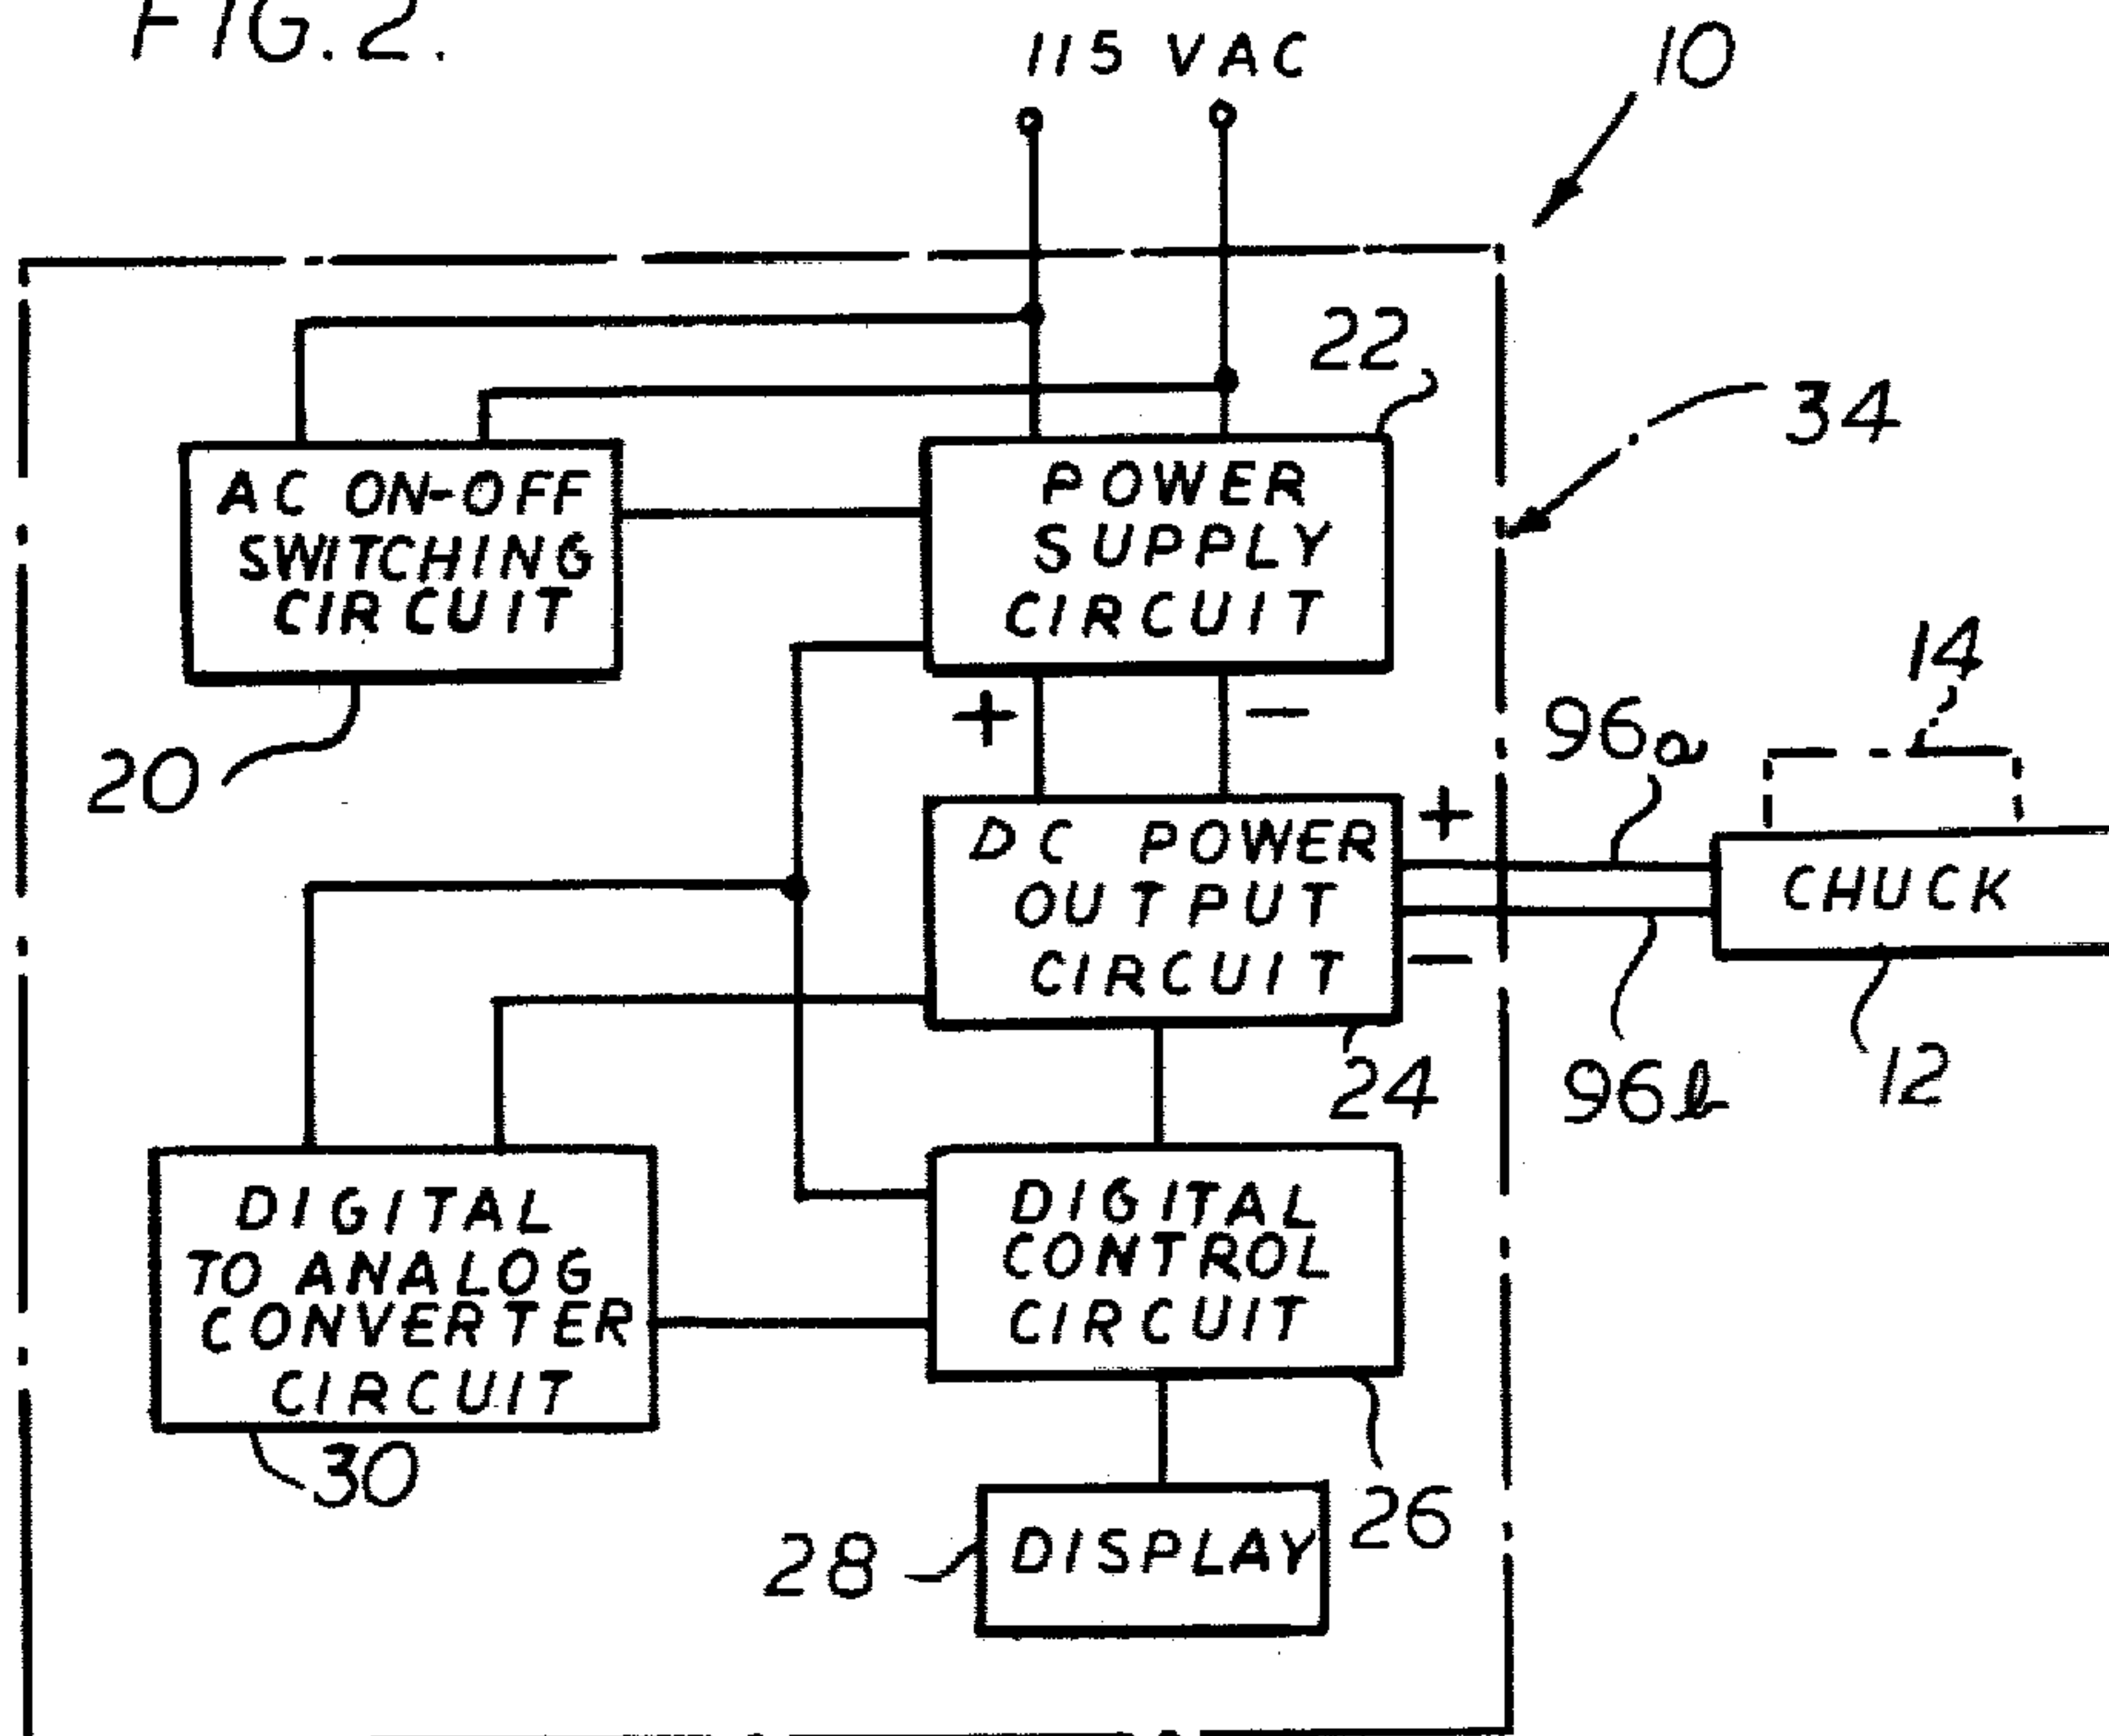 FIG. 2.
115 VAC
10
22
34
AC ON-OFF
SWITCHING
CIRCUIT
POWER
SUPPLY
CIRCUIT
14
20
+
−
96a
+
DC POWER
OUTPUT
CIRCUIT
CHUCK
−
24
96b
12
DIGITAL
TO ANALOG
CONVERTER
CIRCUIT
DIGITAL
CONTROL
CIRCUIT
30
26
28
DISPLAY